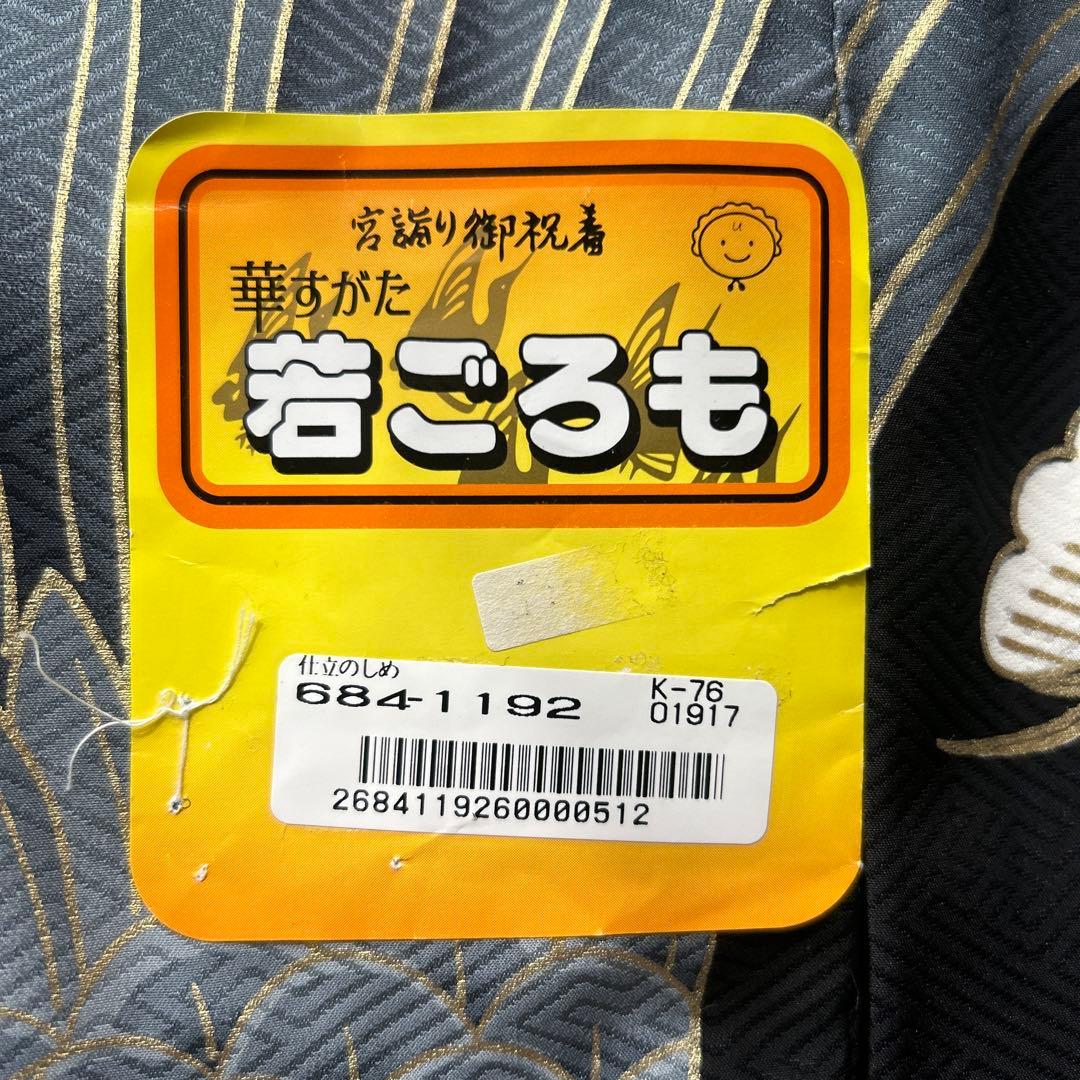 宮詣り御祝着
華すがた
若ごろも
仕立のしめ
684-1192
K-76
01917
2684119260000512